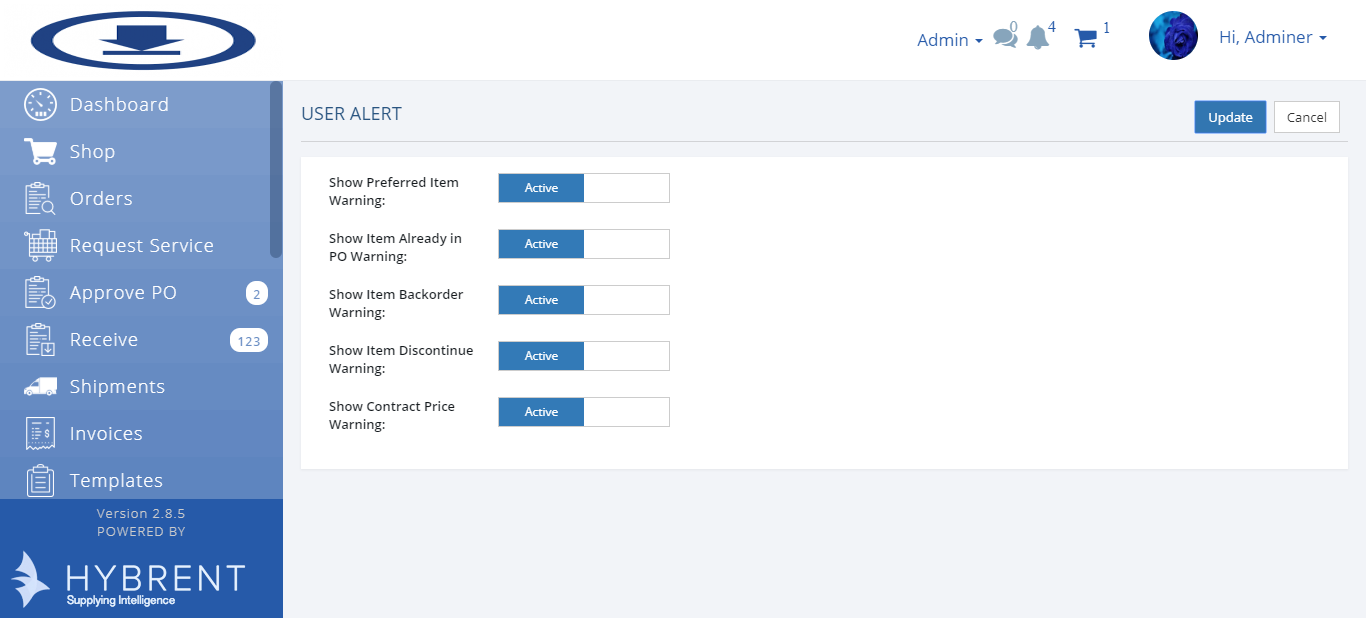 Admin
0
4
1
Hi, Adminer
Dashboard
Shop
Orders
Request Service
Approve PO 2
Receive 123
Shipments
Invoices
$
Templates
Version 2.8.5
POWERED BY
HYBRENT
Supplying Intelligence
USER ALERT
Update
Cancel
Show Preferred Item
Warning:
Active
Show Item Already in
PO Warning:
Active
Show Item Backorder
Warning:
Active
Show Item Discontinue
Warning:
Active
Show Contract Price
Warning:
Active